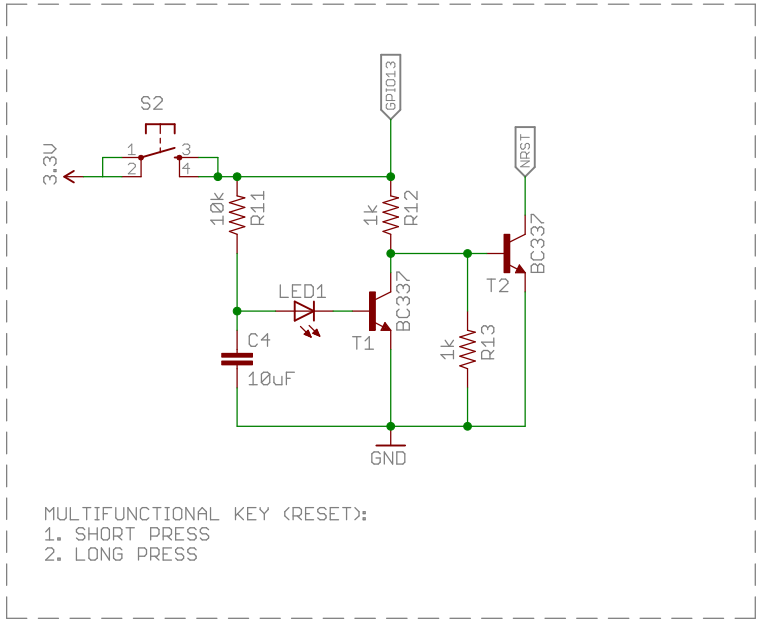 S2
1
3
2
4
3.3V
GPIO13
NRST
10k
R11
1k
R12
BC337
T2
LED1
BC337
T1
C4
10uF
1k
R13
GND
MULTIFUNCTIONAL KEY (RESET):
1. SHORT PRESS
2. LONG PRESS